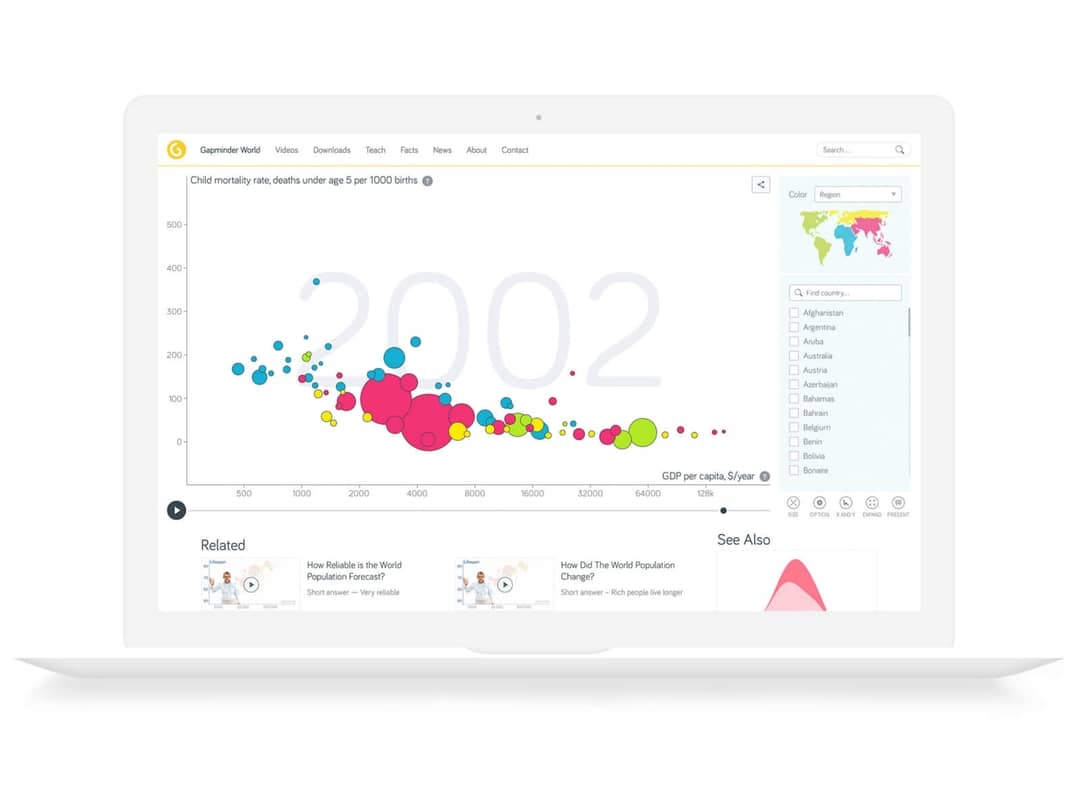 Gapminder World Videos Downloads Teach Facts News About Contact
Search...
Child mortality rate, deaths under age 5 per 1000 births ?
Color Region
2002
500
400
300
200
100
0
Find country...
Afghanistan
Argentina
Aruba
Australia
Austria
Azerbaijan
Bahamas
Bahrain
Belgium
Benin
Bolivia
Bonaire
GDP per capita, $/year ?
500 1000 2000 4000 8000 16000 32000 64000 128k
SIZE OPTION X AND Y EXPAND PRESENT
Related
See Also
How Reliable is the World
Population Forecast?
Short answer — Very reliable
How Did The World Population
Change?
Short answer – Rich people live longer